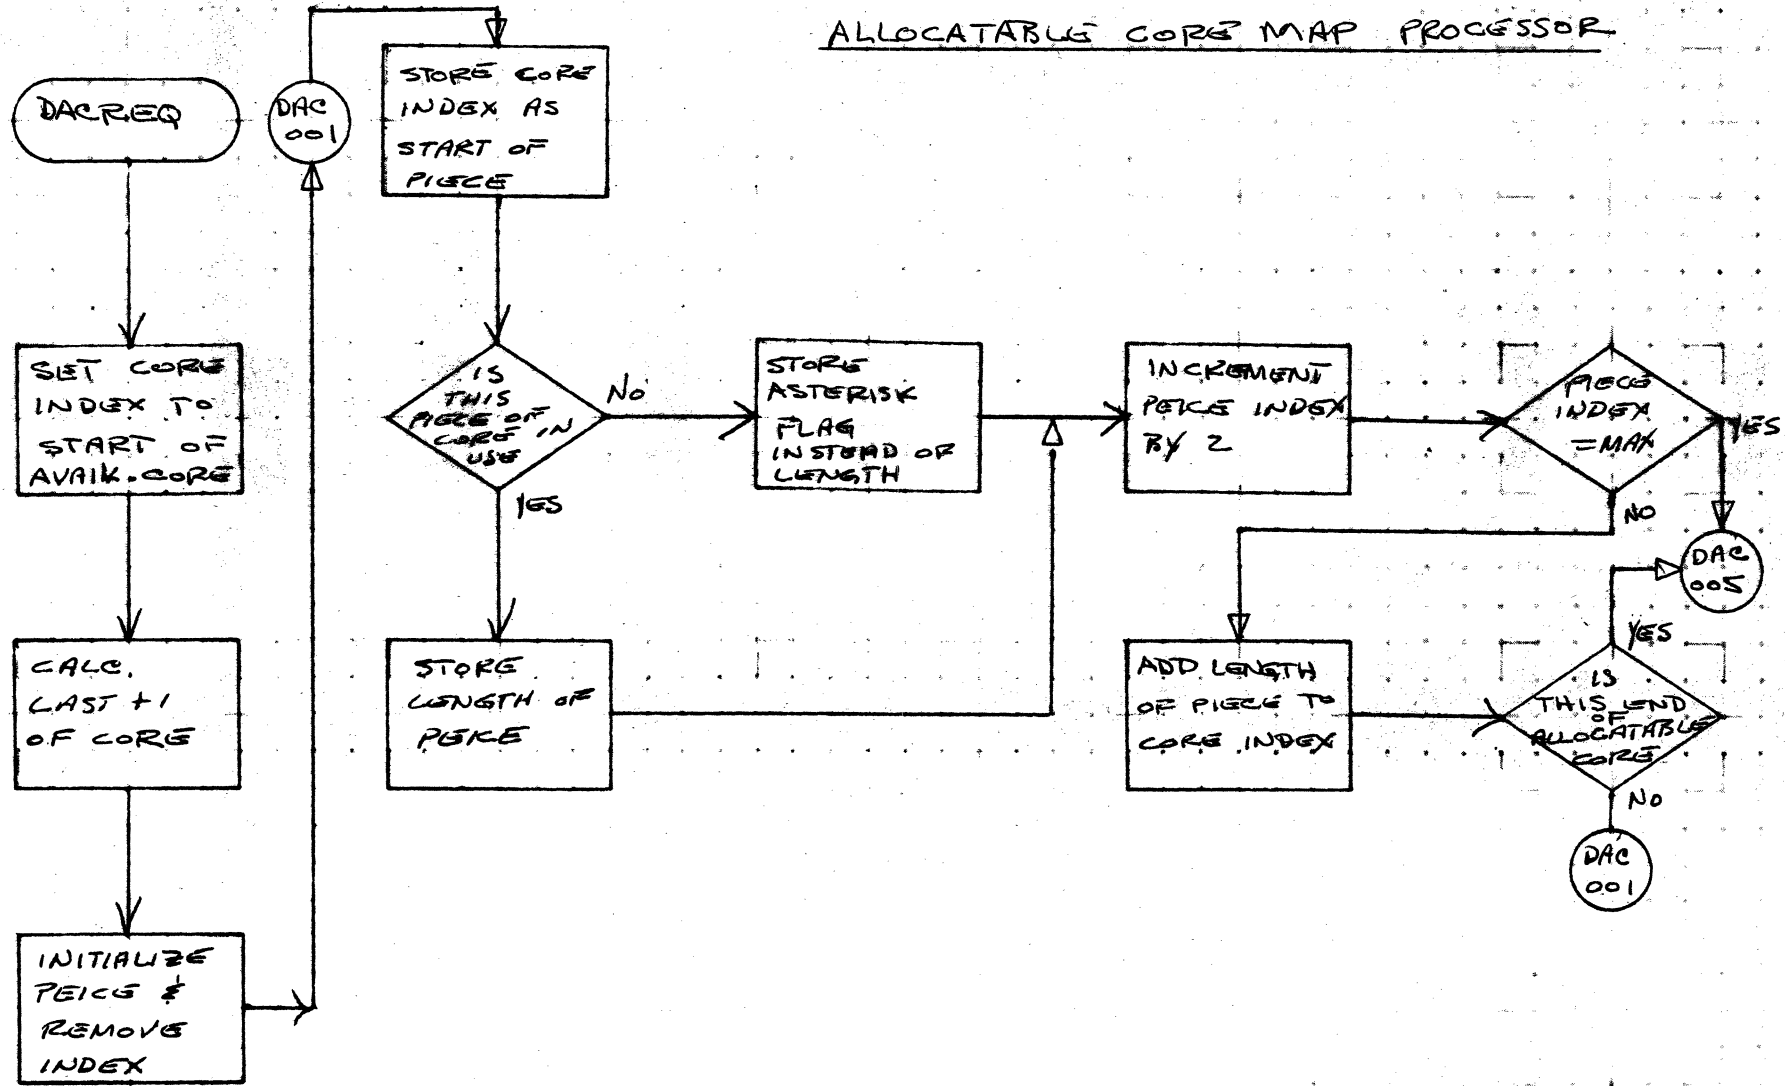 ALLOCATABLE CORE MAP PROCESSOR
DACREQ
SET CORE
INDEX TO
START OF
AVAIK. CORE
CALC.
LAST +1
OF CORE
INITIALIZE
PEICE &
REMOVE
INDEX
DAC
001
STORE CORE
INDEX AS
START OF
PIECE
IS
THIS
PIECE OF
CORE IN
USE
NO
YES
STORE
LENGTH OF
PEICE
STORE
ASTERISK
FLAG
INSTEAD OF
LENGTH
INCREMENT
PEICE INDEX
BY 2
PIECE
INDEX
=MAX
YES
NO
DAC
005
ADD LENGTH
OF PIECE TO
CORE INDEX
IS
THIS END
OF
ALLOCATABLE
CORE
YES
NO
DAC
001